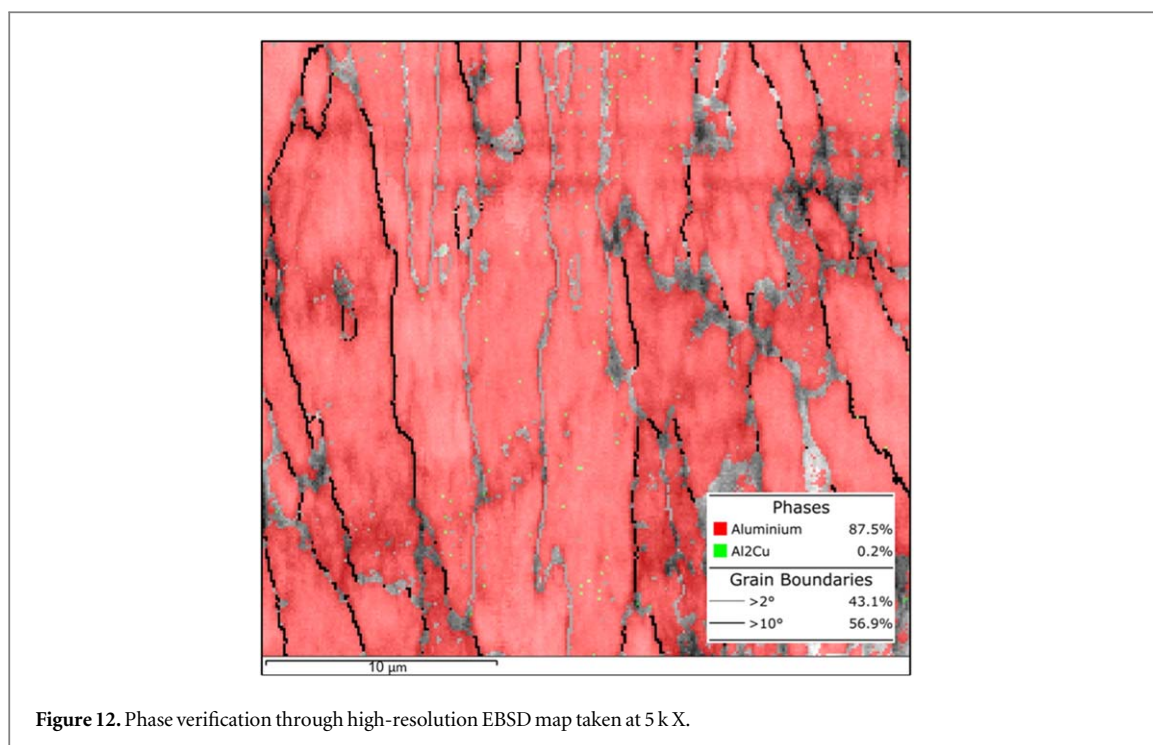 Phases
Aluminium 87.5%
Al2Cu 0.2%
Grain Boundaries
>2° 43.1%
>10° 56.9%
10 µm
Figure 12. Phase verification through high-resolution EBSD map taken at 5 k X.